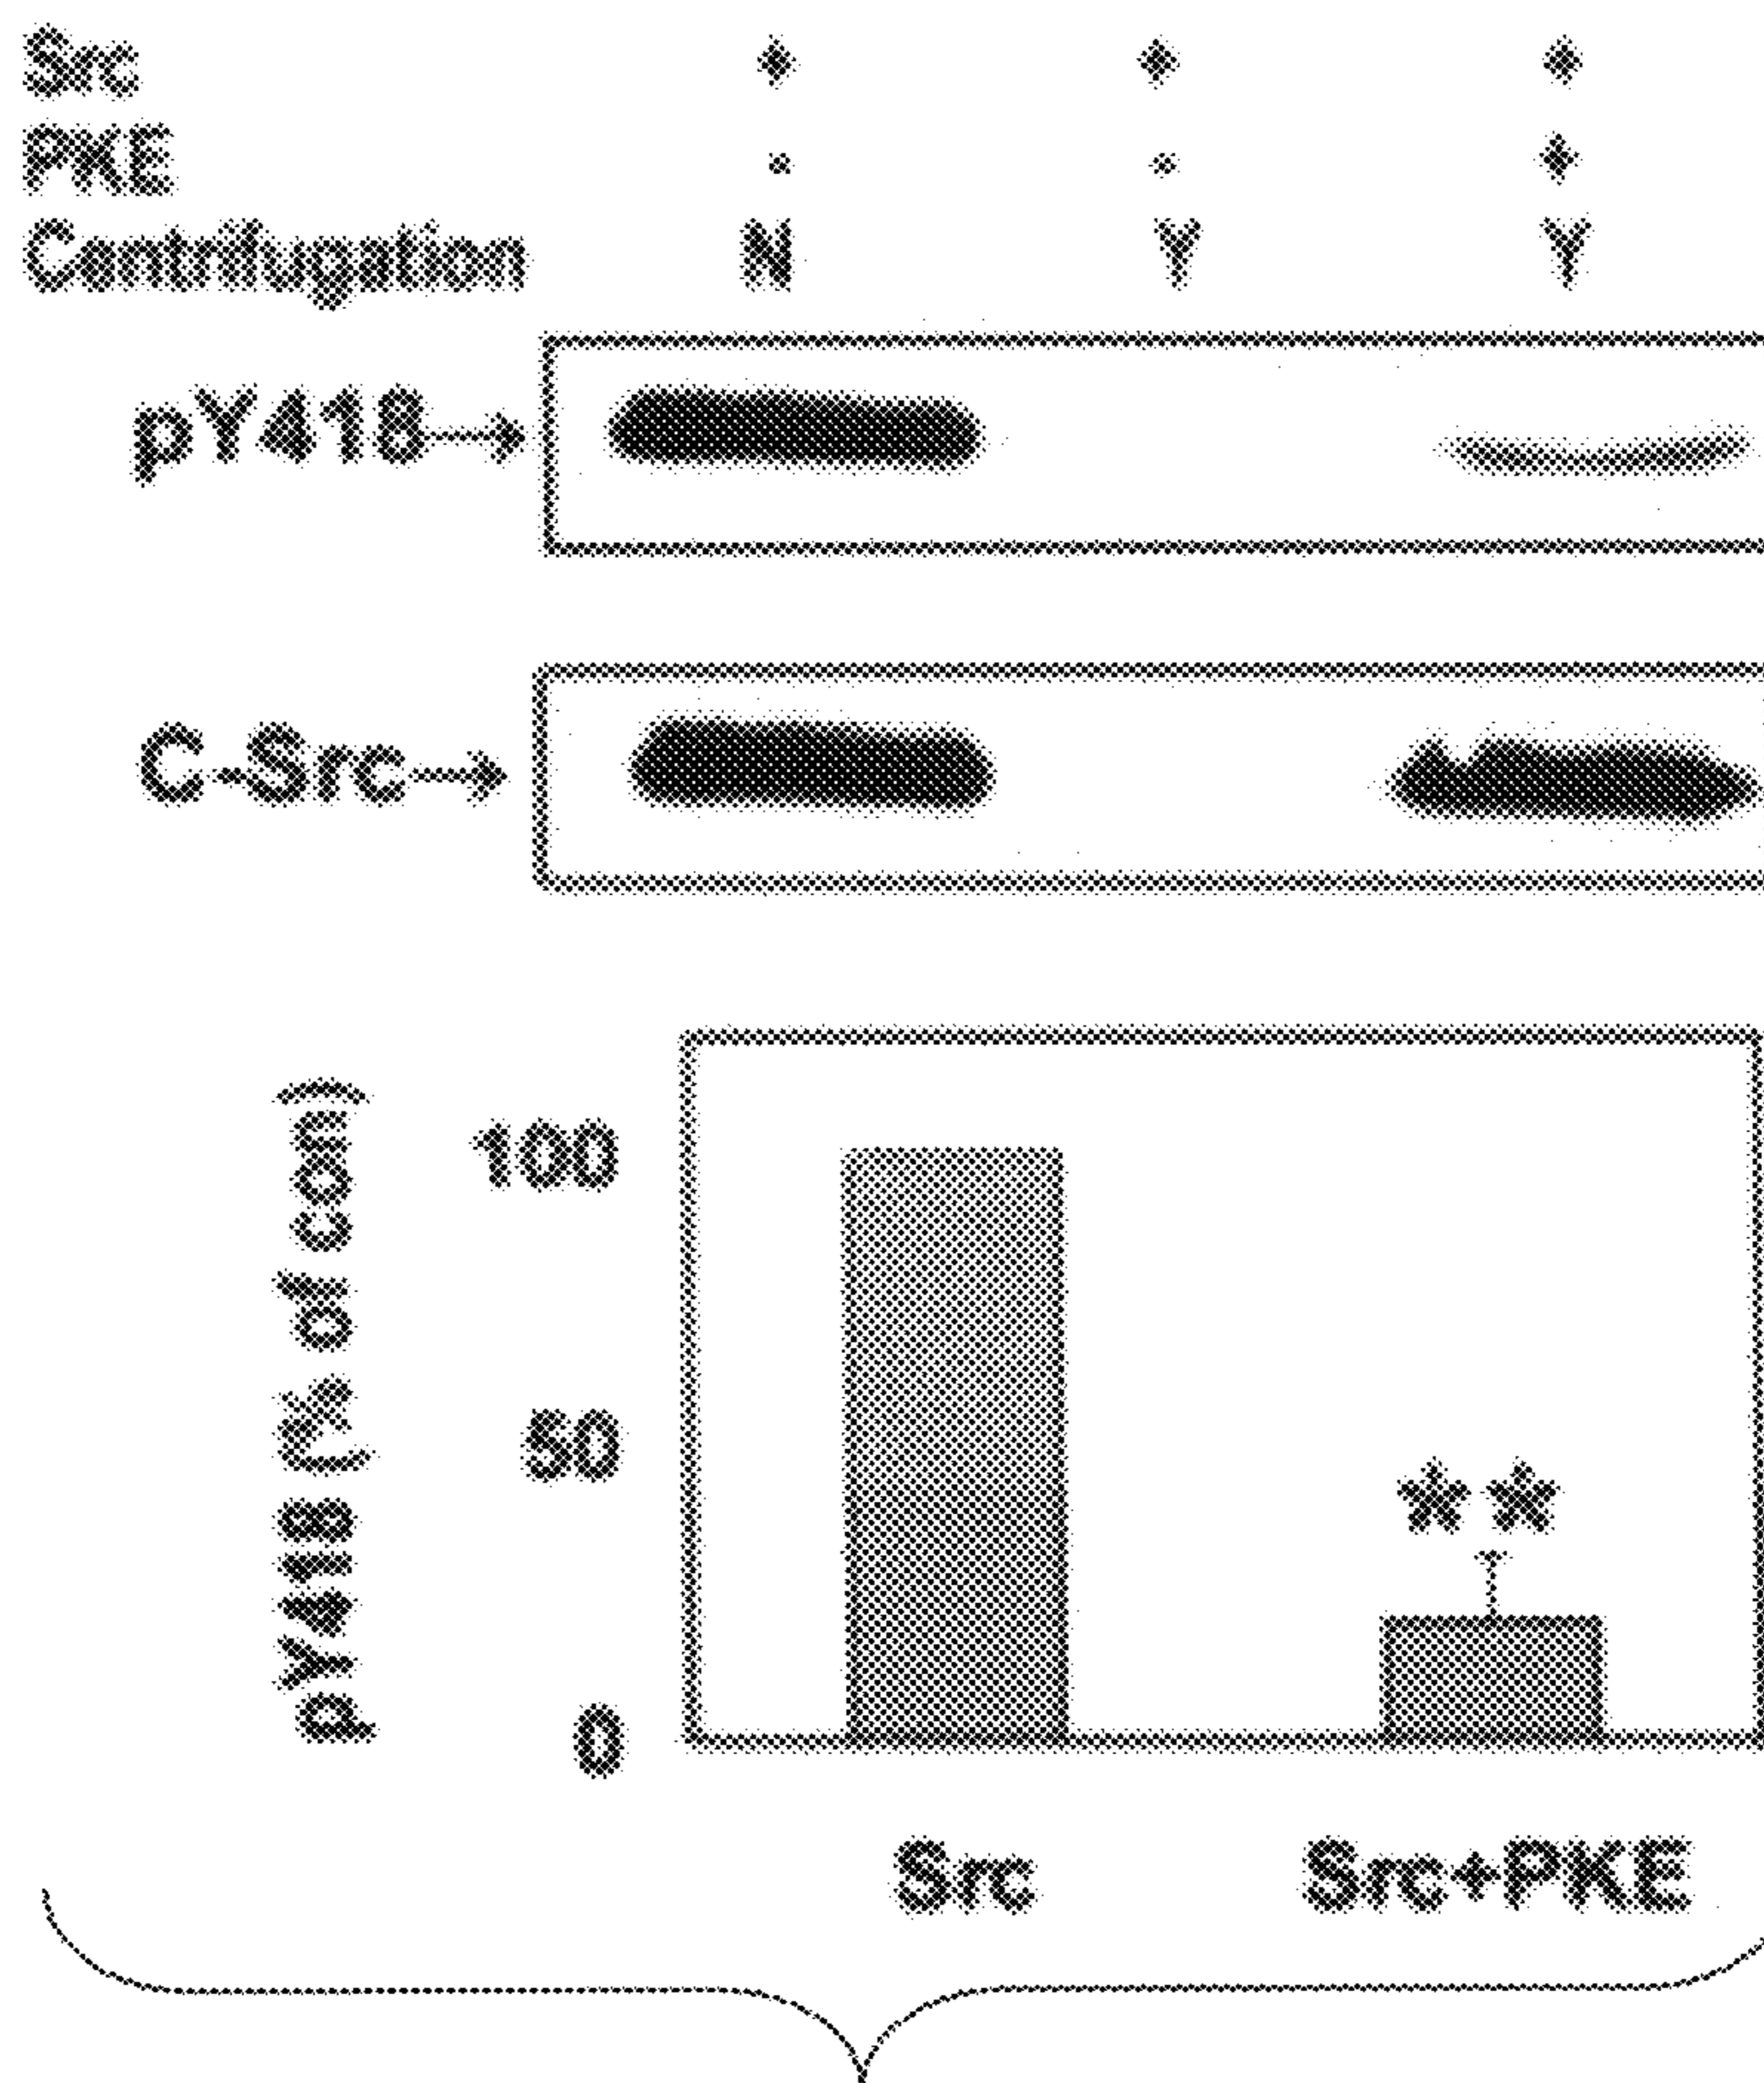 Src + + +
PKE - - +
Centrifugation N Y Y
pY418→
C-Src→
pY418 (% of con)
100
50
0
★★
Src Src+PKE